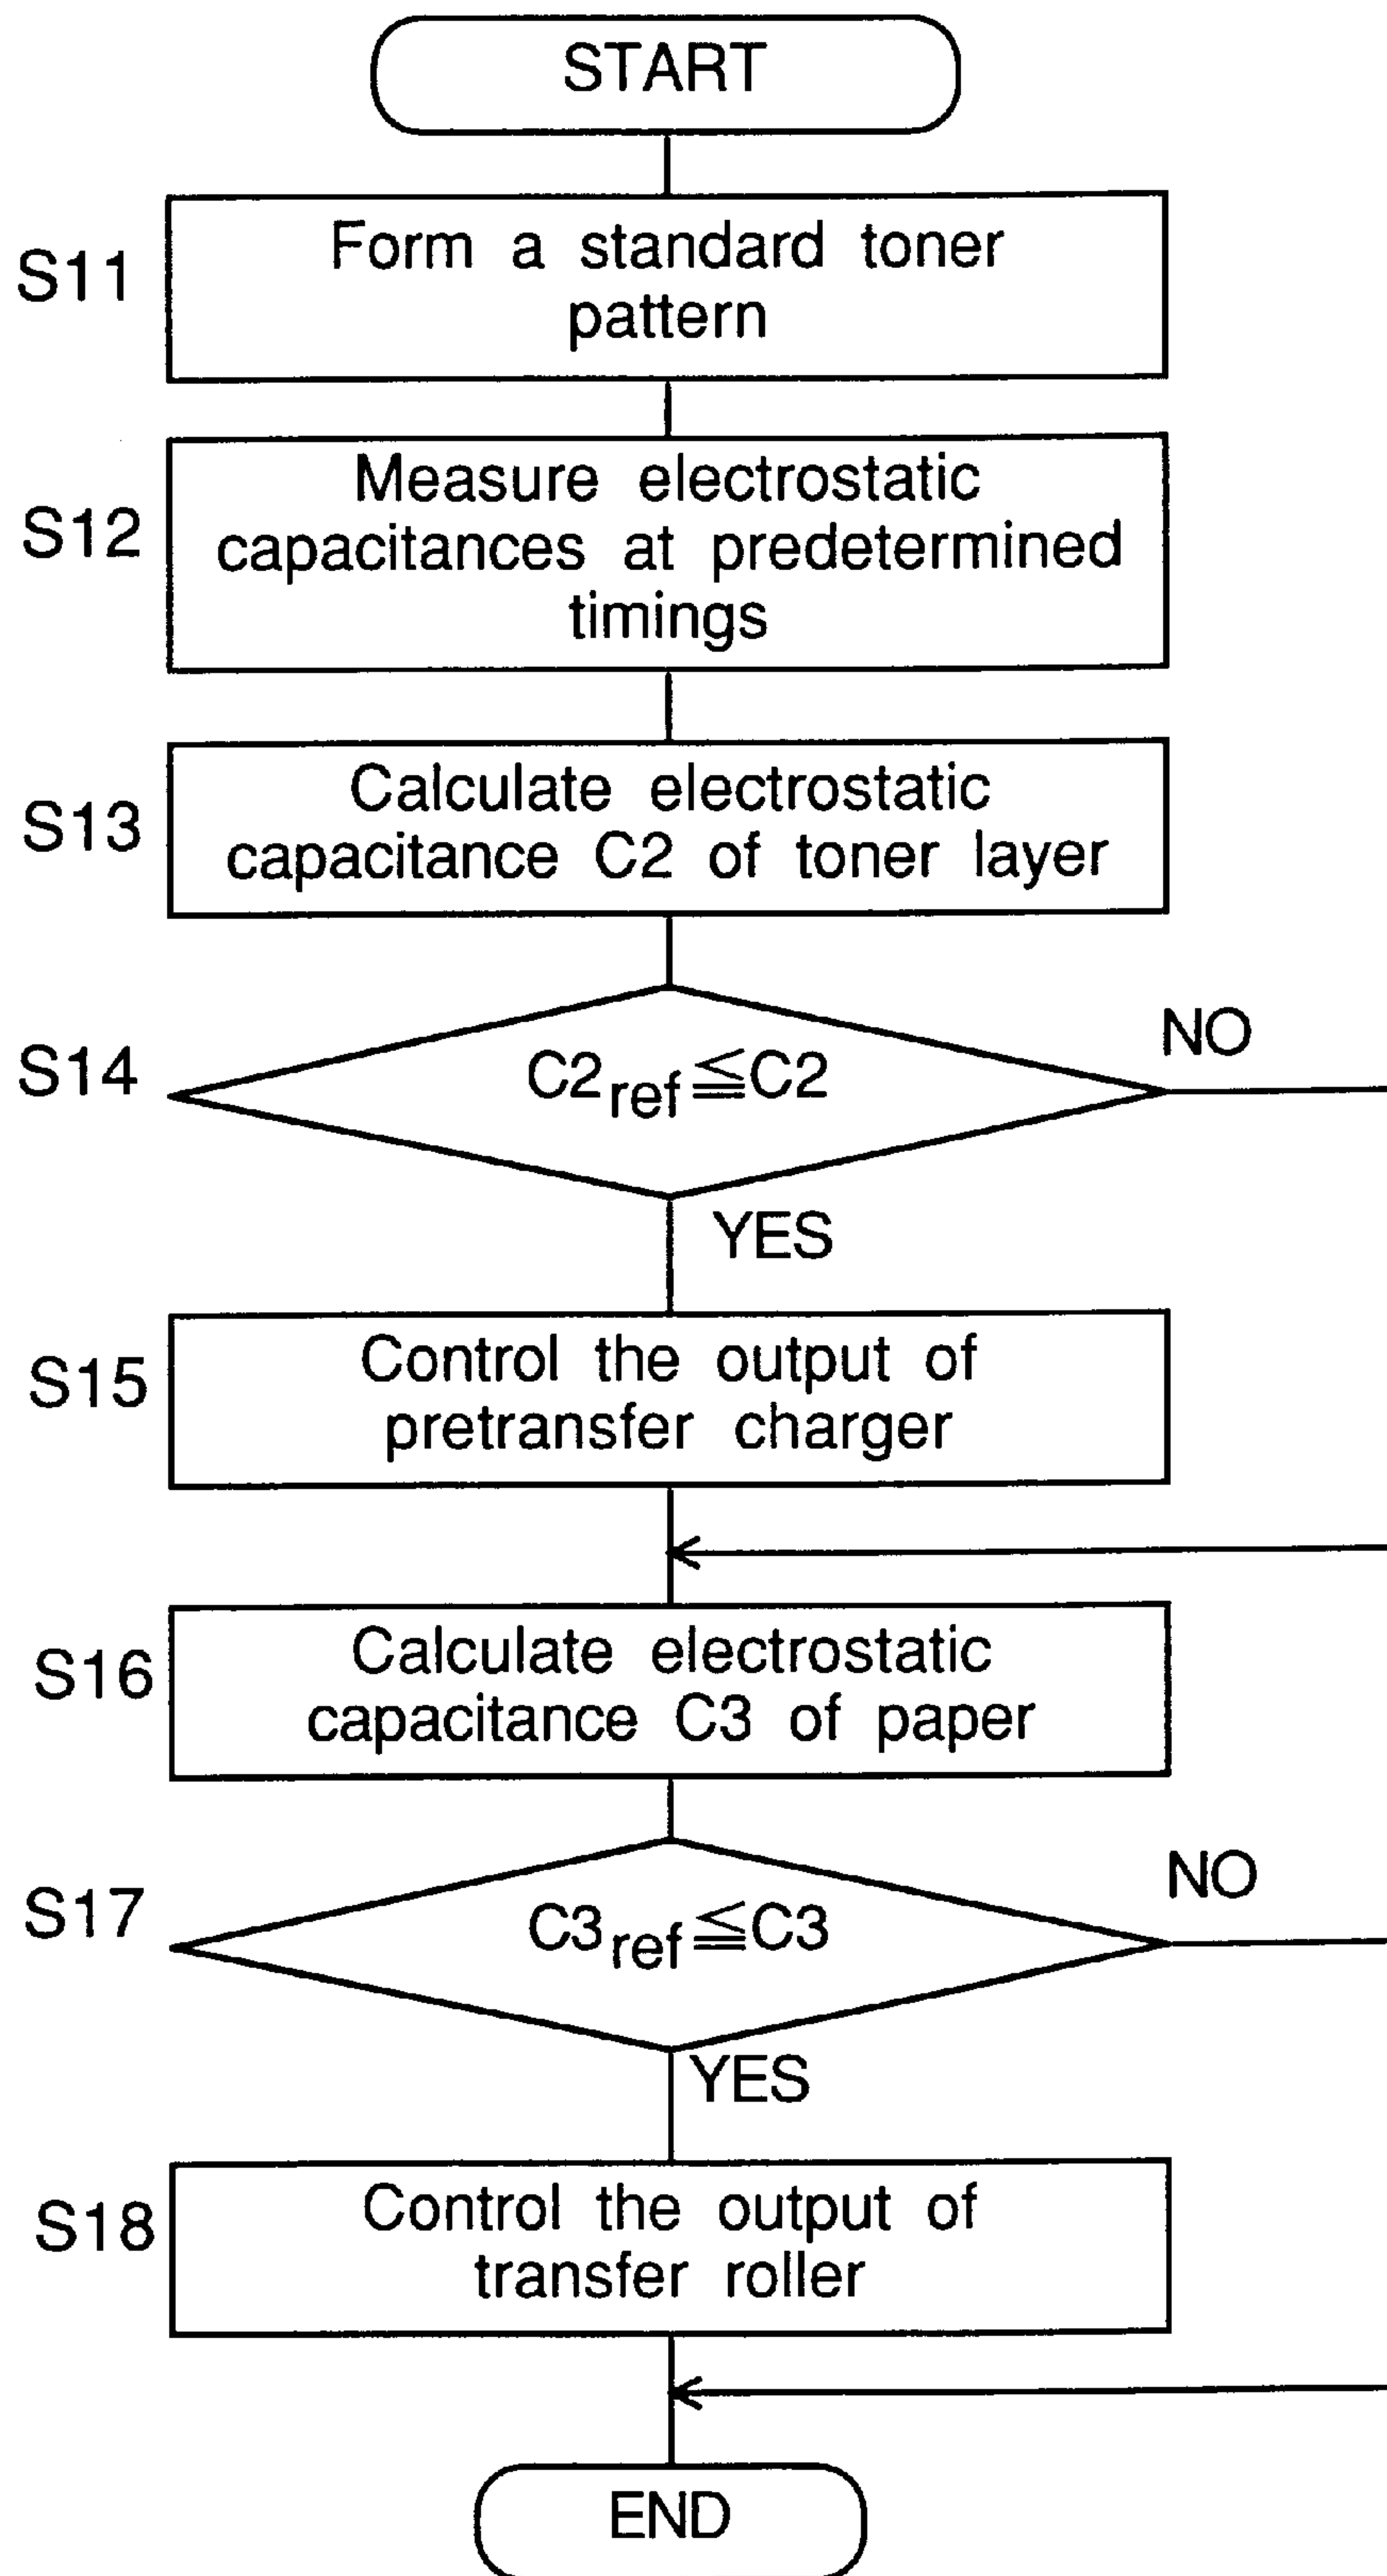 START
S11
Form a standard toner
pattern
S12
Measure electrostatic
capacitances at predetermined
timings
S13
Calculate electrostatic
capacitance C2 of toner layer
S14
C2ref≦C2
NO
YES
S15
Control the output of
pretransfer charger
S16
Calculate electrostatic
capacitance C3 of paper
S17
C3ref≦C3
NO
YES
S18
Control the output of
transfer roller
END